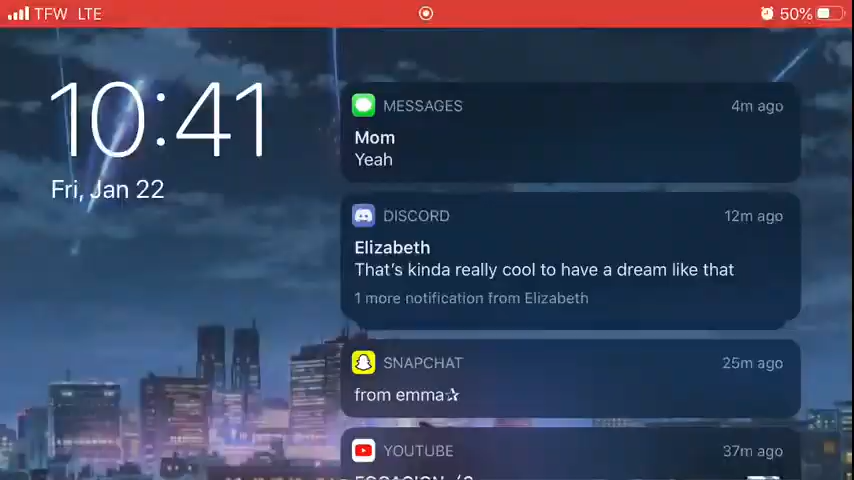 TFW LTE
50%
10:41
Fri, Jan 22
MESSAGES 4m ago
Mom
Yeah
DISCORD 12m ago
Elizabeth
That's kinda really cool to have a dream like that
1 more notification from Elizabeth
SNAPCHAT 25m ago
from emma✰
YOUTUBE 37m ago